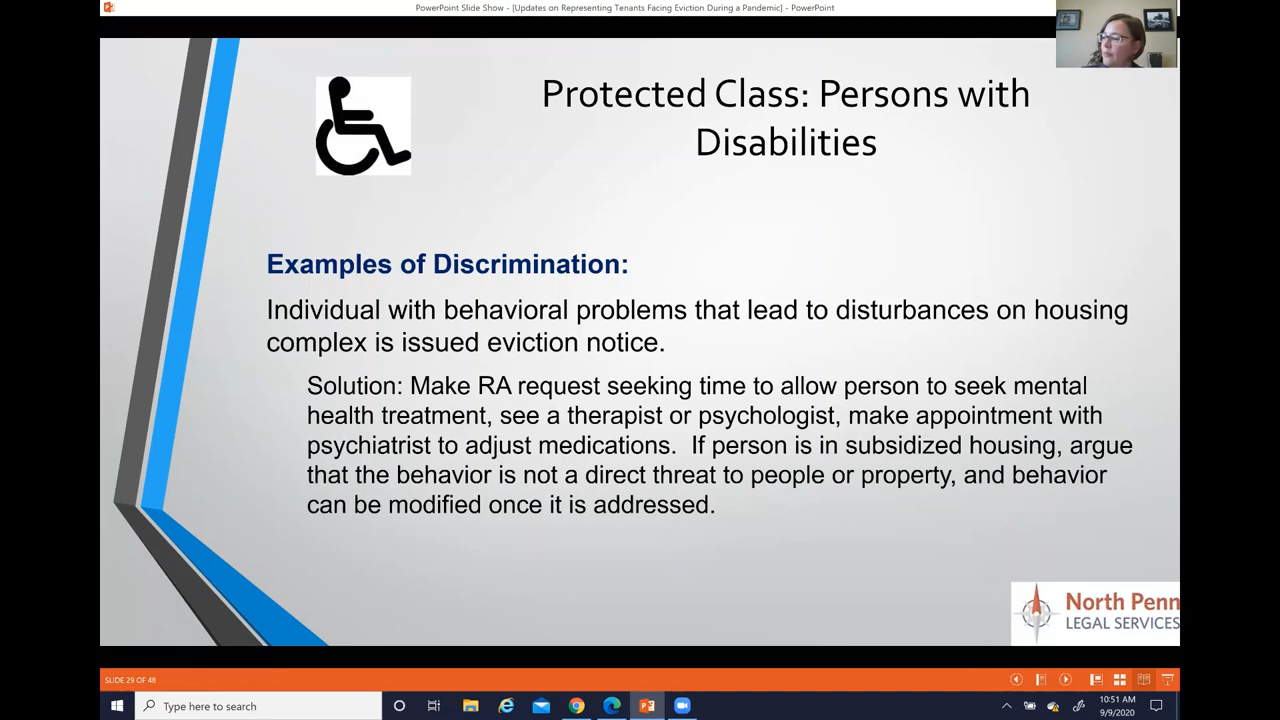 PowerPoint Slide Show - [Updates on Representing Tenants Facing Eviction During a Pandemic] - PowerPoint
Protected Class: Persons with
Disabilities
Examples of Discrimination:
Individual with behavioral problems that lead to disturbances on housing
complex is issued eviction notice.
Solution: Make RA request seeking time to allow person to seek mental
health treatment, see a therapist or psychologist, make appointment with
psychiatrist to adjust medications.  If person is in subsidized housing, argue
that the behavior is not a direct threat to people or property, and behavior
can be modified once it is addressed.
North Penn
LEGAL SERVICES
SLIDE 29 OF 48
Type here to search
10:51 AM
9/9/2020